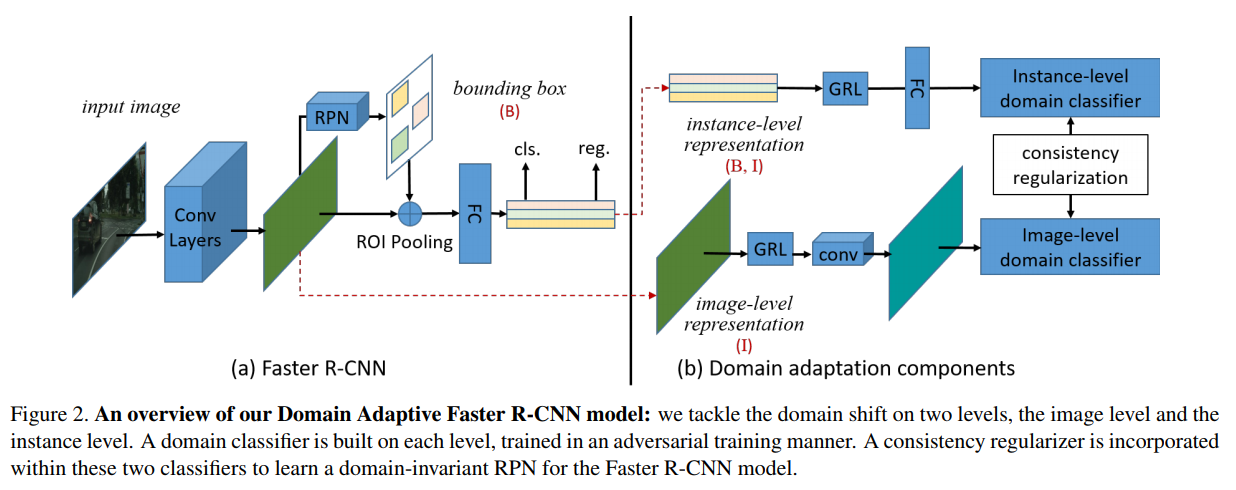 input image
Conv
Layers
RPN
bounding box
(B)
cls.
reg.
FC
ROI Pooling
(a) Faster R-CNN
instance-level
representation
(B, I)
GRL
FC
Instance-level
domain classifier
consistency
regularization
image-level
representation
(I)
GRL
conv
Image-level
domain classifier
(b) Domain adaptation components
Figure 2. An overview of our Domain Adaptive Faster R-CNN model: we tackle the domain shift on two levels, the image level and the
instance level. A domain classifier is built on each level, trained in an adversarial training manner. A consistency regularizer is incorporated
within these two classifiers to learn a domain-invariant RPN for the Faster R-CNN model.